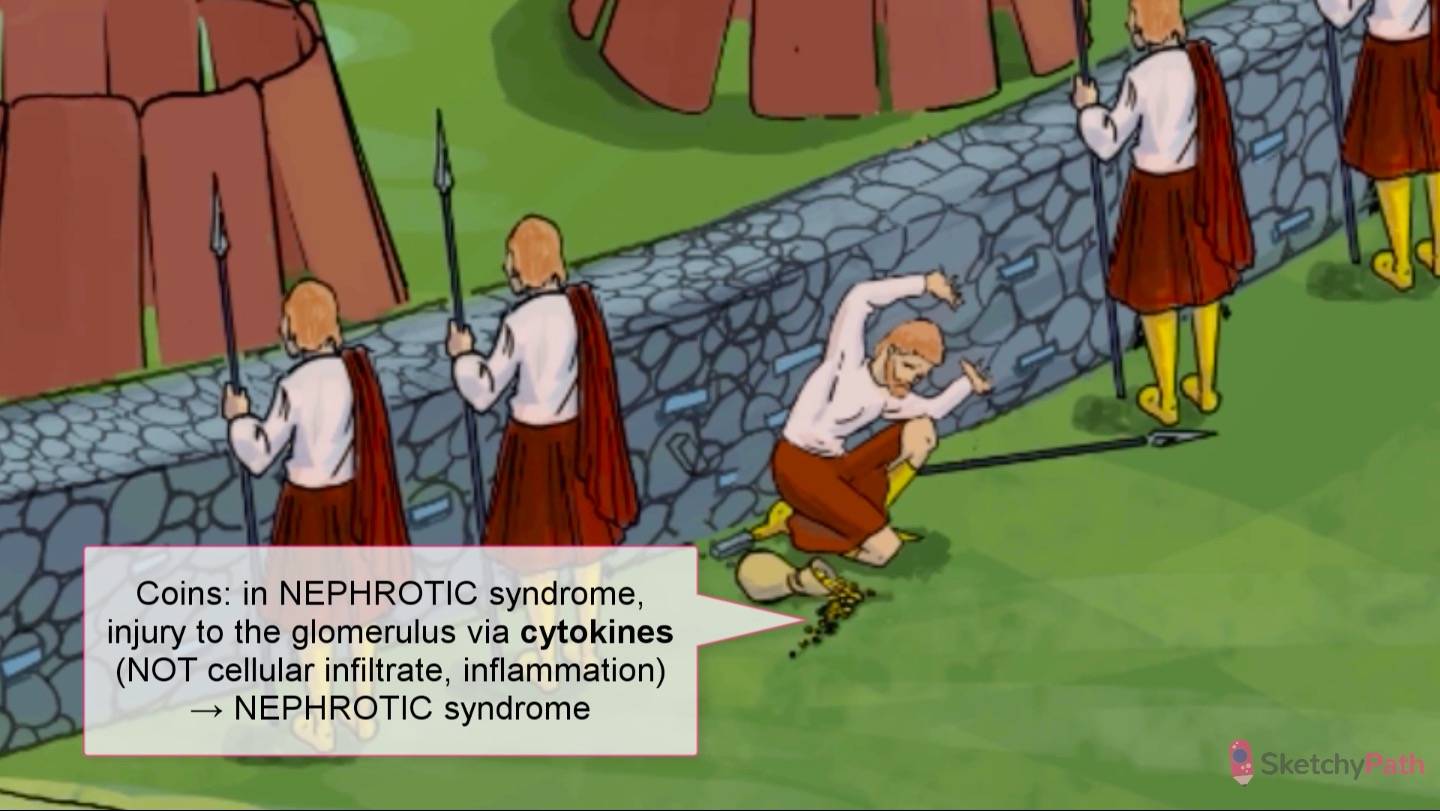 Coins: in NEPHROTIC syndrome,
injury to the glomerulus via cytokines
(NOT cellular infiltrate, inflammation)
→ NEPHROTIC syndrome
SketchyPath